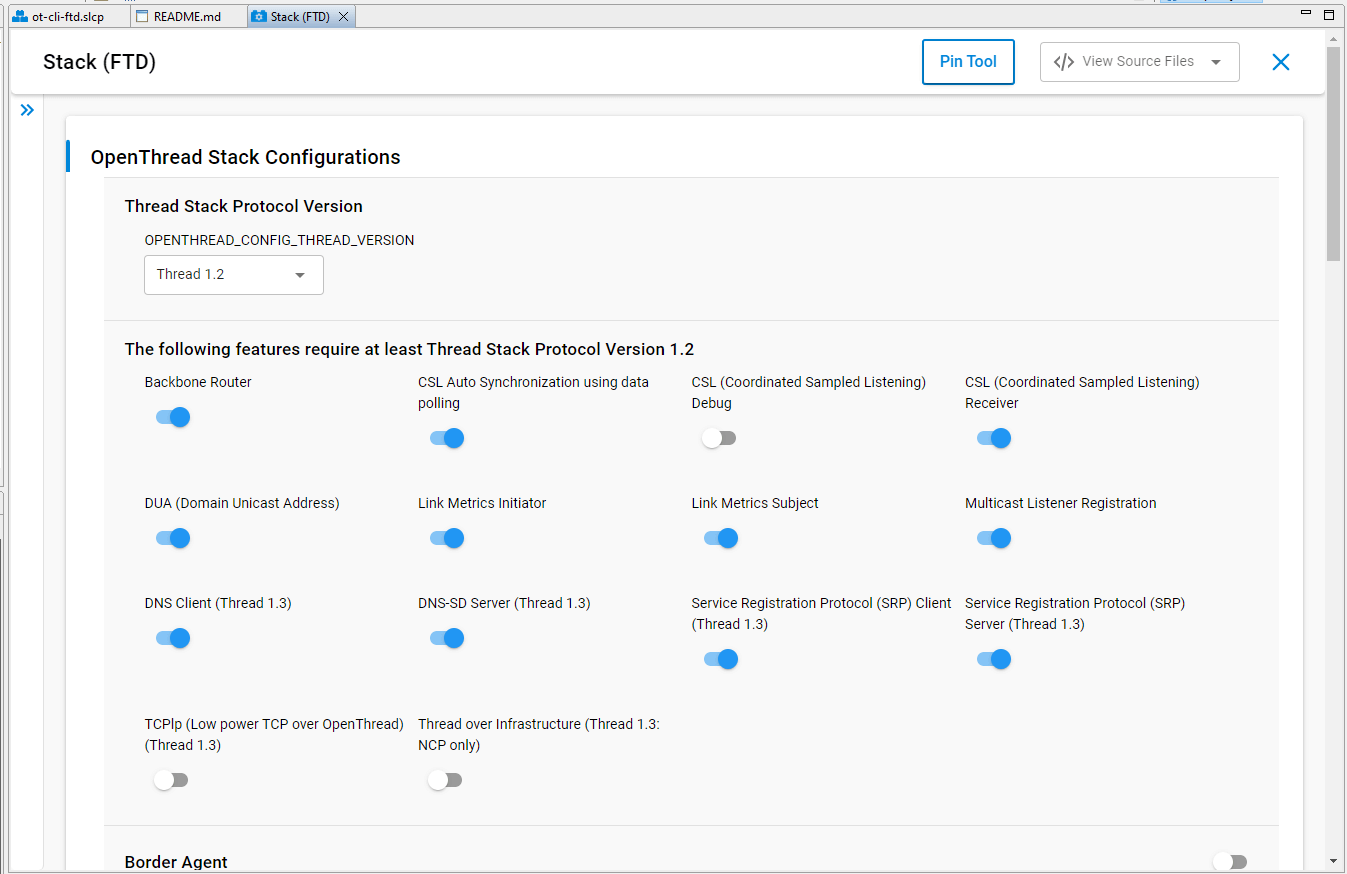 ot-cli-ftd.slcp
README.md
Stack (FTD)
Stack (FTD)
Pin Tool
</> View Source Files
OpenThread Stack Configurations
Thread Stack Protocol Version
OPENTHREAD_CONFIG_THREAD_VERSION
Thread 1.2
The following features require at least Thread Stack Protocol Version 1.2
Backbone Router
CSL Auto Synchronization using data
polling
CSL (Coordinated Sampled Listening)
Debug
CSL (Coordinated Sampled Listening)
Receiver
DUA (Domain Unicast Address)
Link Metrics Initiator
Link Metrics Subject
Multicast Listener Registration
DNS Client (Thread 1.3)
DNS-SD Server (Thread 1.3)
Service Registration Protocol (SRP) Client
(Thread 1.3)
Service Registration Protocol (SRP)
Server (Thread 1.3)
TCPlp (Low power TCP over OpenThread)
(Thread 1.3)
Thread over Infrastructure (Thread 1.3:
NCP only)
Border Agent